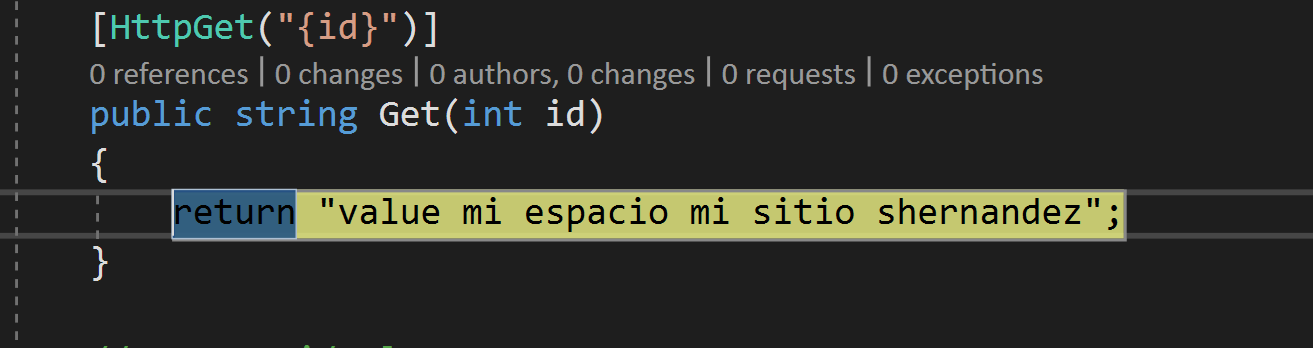 [HttpGet("{id}")]
0 references | 0 changes | 0 authors, 0 changes | 0 requests | 0 exceptions
public string Get(int id)
{
return "value mi espacio mi sitio shernandez";
}